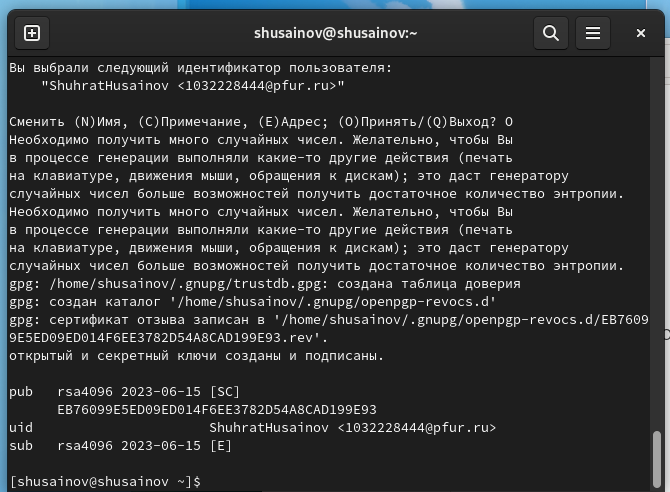 shusainov@shusainov:~
Вы выбрали следующий идентификатор пользователя:
"ShuhratHusainov <1032228444@pfur.ru>"
Сменить (N)Имя, (C)Примечание, (E)Адрес; (O)Принять/(Q)Выход? O
Необходимо получить много случайных чисел. Желательно, чтобы Вы
в процессе генерации выполняли какие-то другие действия (печать
на клавиатуре, движения мыши, обращения к дискам); это даст генератору
случайных чисел больше возможностей получить достаточное количество энтропии.
Необходимо получить много случайных чисел. Желательно, чтобы Вы
в процессе генерации выполняли какие-то другие действия (печать
на клавиатуре, движения мыши, обращения к дискам); это даст генератору
случайных чисел больше возможностей получить достаточное количество энтропии.
gpg: /home/shusainov/.gnupg/trustdb.gpg: создана таблица доверия
gpg: создан каталог '/home/shusainov/.gnupg/openpgp-revocs.d'
gpg: сертификат отзыва записан в '/home/shusainov/.gnupg/openpgp-revocs.d/EB7609
9E5ED09ED014F6EE3782D54A8CAD199E93.rev'.
открытый и секретный ключи созданы и подписаны.
pub   rsa4096 2023-06-15 [SC]
EB76099E5ED09ED014F6EE3782D54A8CAD199E93
uid                      ShuhratHusainov <1032228444@pfur.ru>
sub   rsa4096 2023-06-15 [E]
[shusainov@shusainov ~]$